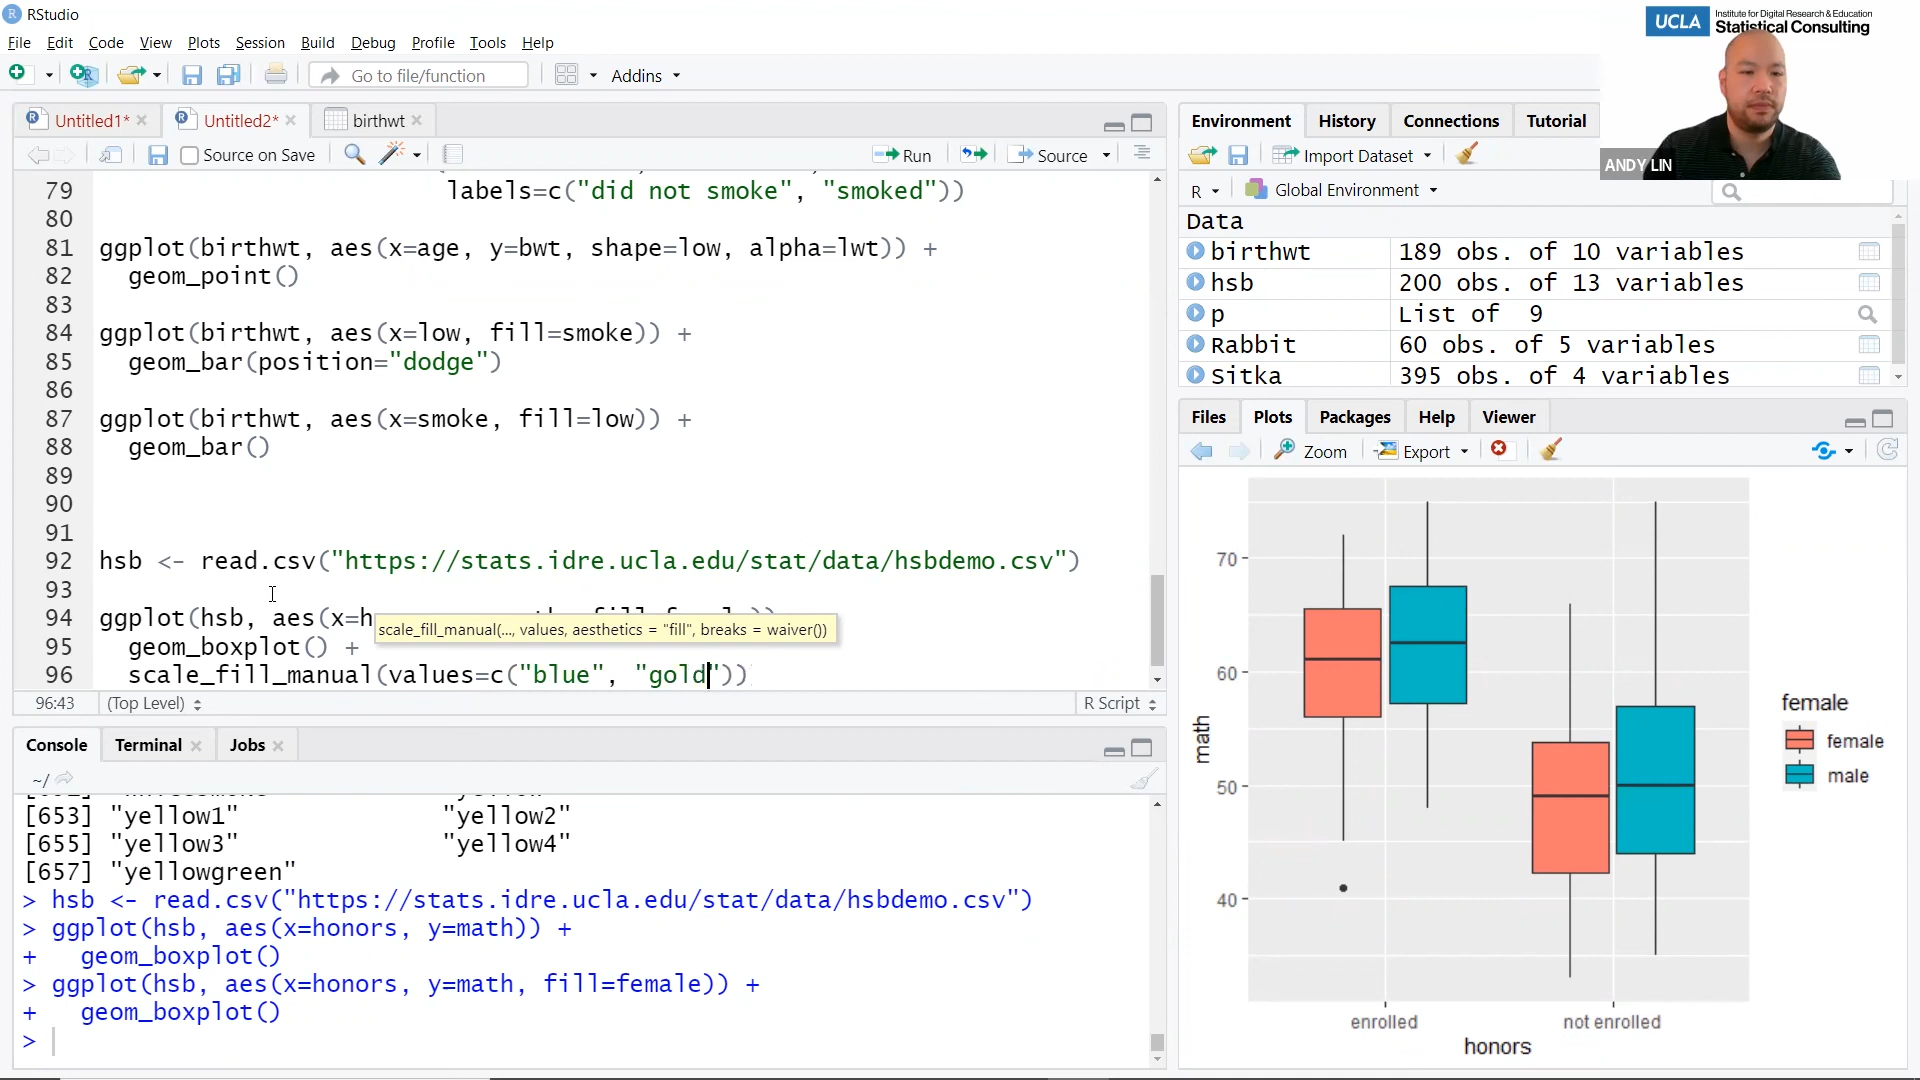 RStudio
File Edit Code View Plots Session Build Debug Profile Tools Help
Go to file/function Addins
UCLA Institute for Digital Research & Education
Statistical Consulting
ANDY LIN
Untitled1* Untitled2* birthwt
Source on Save Run Source
79 labels=c("did not smoke", "smoked"))
80
81 ggplot(birthwt, aes(x=age, y=bwt, shape=low, alpha=lwt)) +
82 geom_point()
83
84 ggplot(birthwt, aes(x=low, fill=smoke)) +
85 geom_bar(position="dodge")
86
87 ggplot(birthwt, aes(x=smoke, fill=low)) +
88 geom_bar()
89
90
91
92 hsb <- read.csv("https://stats.idre.ucla.edu/stat/data/hsbdemo.csv")
93
94 ggplot(hsb, aes(x=h
scale_fill_manual(..., values, aesthetics = "fill", breaks = waiver())
95 geom_boxplot() +
96 scale_fill_manual(values=c("blue", "gold"))
96:43 (Top Level) R Script
Console Terminal Jobs
~/
[653] "yellow1" "yellow2"
[655] "yellow3" "yellow4"
[657] "yellowgreen"
> hsb <- read.csv("https://stats.idre.ucla.edu/stat/data/hsbdemo.csv")
> ggplot(hsb, aes(x=honors, y=math)) +
+ geom_boxplot()
> ggplot(hsb, aes(x=honors, y=math, fill=female)) +
+ geom_boxplot()
>
Environment History Connections Tutorial
Import Dataset
R Global Environment
Data
birthwt 189 obs. of 10 variables
hsb 200 obs. of 13 variables
p List of 9
Rabbit 60 obs. of 5 variables
Sitka 395 obs. of 4 variables
Files Plots Packages Help Viewer
Zoom Export
70
60
50
40
math
enrolled not enrolled
honors
female
female
male